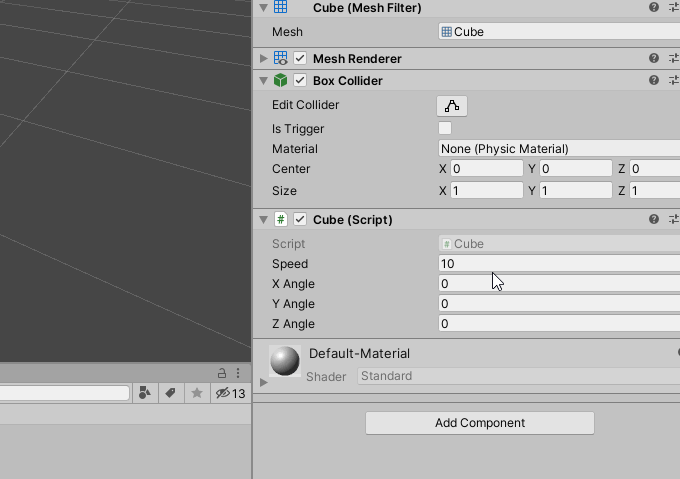 Cube (Mesh Filter)
Mesh Cube
Mesh Renderer
Box Collider
Edit Collider
Is Trigger
Material None (Physic Material)
Center X 0 Y 0 Z 0
Size X 1 Y 1 Z 1
# Cube (Script)
Script # Cube
Speed 10
X Angle 0
Y Angle 0
Z Angle 0
Default-Material
Shader Standard
13
Add Component